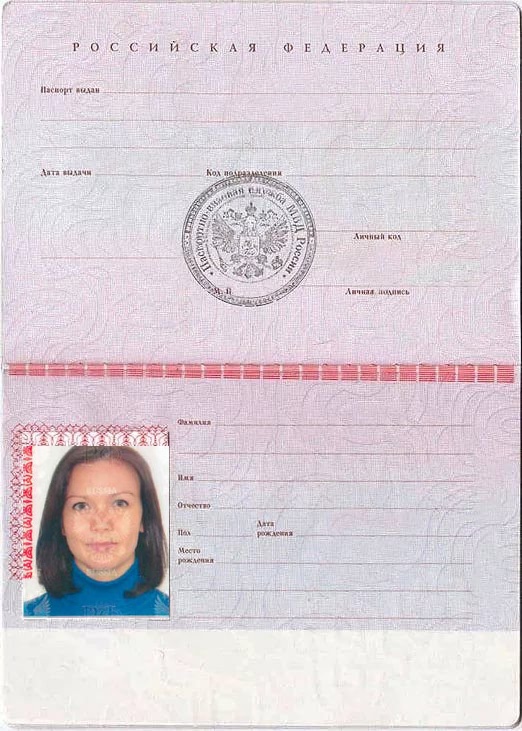 РОССИЙСКАЯ ФЕДЕРАЦИЯ
Паспорт выдан
Дата выдачи Код подразделения
Паспортно-визовая служба МВД России
Личный код
М. П. Личная подпись
Фамилия
Имя
Отчество
Пол Дата рождения
Место рождения